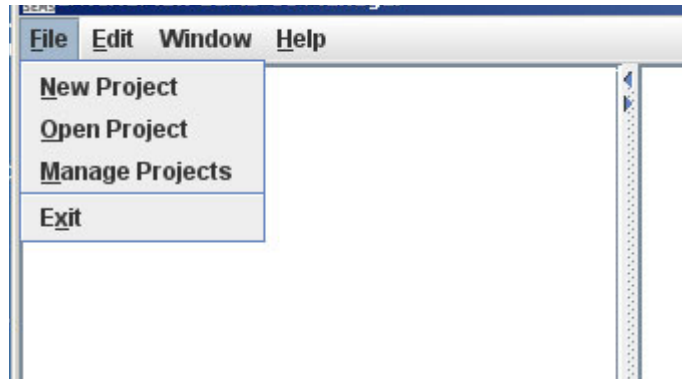 File Edit Window Help
New Project
Open Project
Manage Projects
Exit